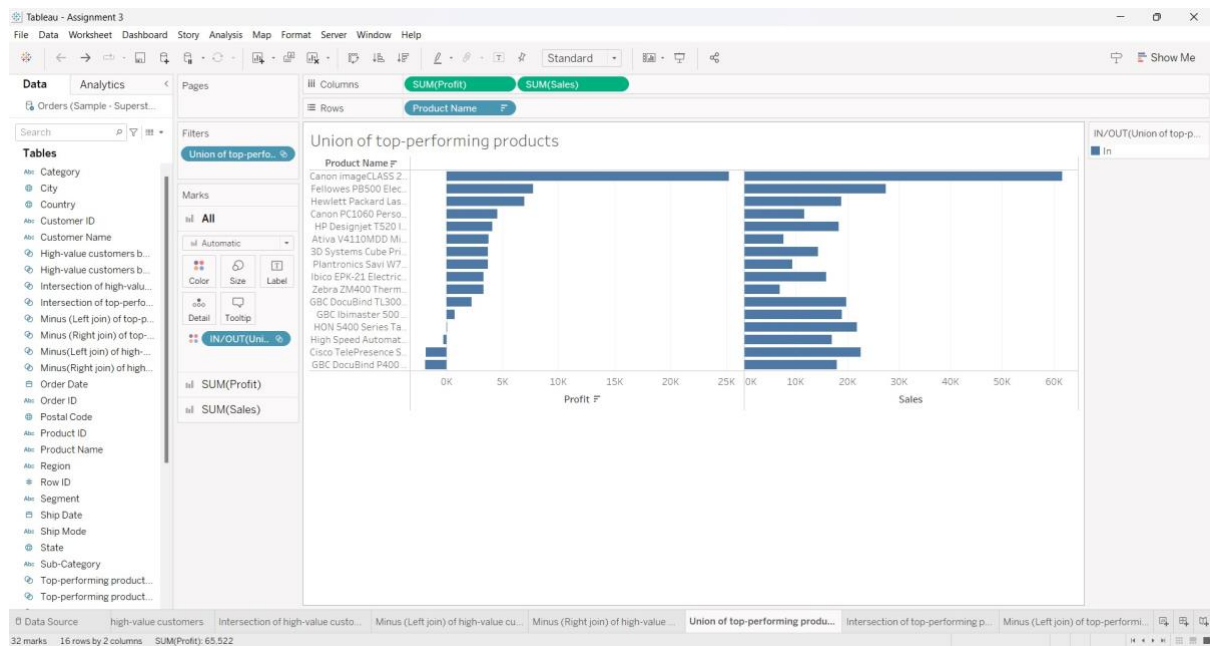 Tableau - Assignment 3
File Data Worksheet Dashboard Story Analysis Map Format Server Window Help
Standard
Show Me
Data Analytics
Orders (Sample - Superst...
Search
Tables
Abc Category
City
Country
Abc Customer ID
Abc Customer Name
High-value customers b...
High-value customers b...
Intersection of high-valu...
Intersection of top-perfo...
Minus (Left join) of top-p...
Minus (Right join) of top-...
Minus(Left join) of high-...
Minus(Right join) of high...
Order Date
Abc Order ID
Postal Code
Abc Product ID
Abc Product Name
Abc Region
# Row ID
Abc Segment
Ship Date
Abc Ship Mode
State
Abc Sub-Category
Top-performing product...
Top-performing product...
Pages
Filters
Union of top-perfo..
Marks
All
Automatic
Color Size Label
Detail Tooltip
IN/OUT(Uni..
SUM(Profit)
SUM(Sales)
Columns SUM(Profit) SUM(Sales)
Rows Product Name
Union of top-performing products
Product Name
Canon imageCLASS 2..
Fellowes PB500 Elec..
Hewlett Packard Las..
Canon PC1060 Perso..
HP Designjet T520 I..
Ativa V4110MDD Mi..
3D Systems Cube Pri..
Plantronics Savi W7..
Ibico EPK-21 Electric..
Zebra ZM400 Therm..
GBC DocuBind TL300..
GBC Ibimaster 500 ..
HON 5400 Series Ta..
High Speed Automat..
Cisco TelePresence S..
GBC DocuBind P400 ..
0K 5K 10K 15K 20K 25K 0K 10K 20K 30K 40K 50K 60K
Profit Sales
IN/OUT(Union of top-p...
In
Data Source high-value customers Intersection of high-value custo... Minus (Left join) of high-value cu... Minus (Right join) of high-value ... Union of top-performing produ... Intersection of top-performing p... Minus (Left join) of top-performi...
32 marks 16 rows by 2 columns SUM(Profit): 65,522